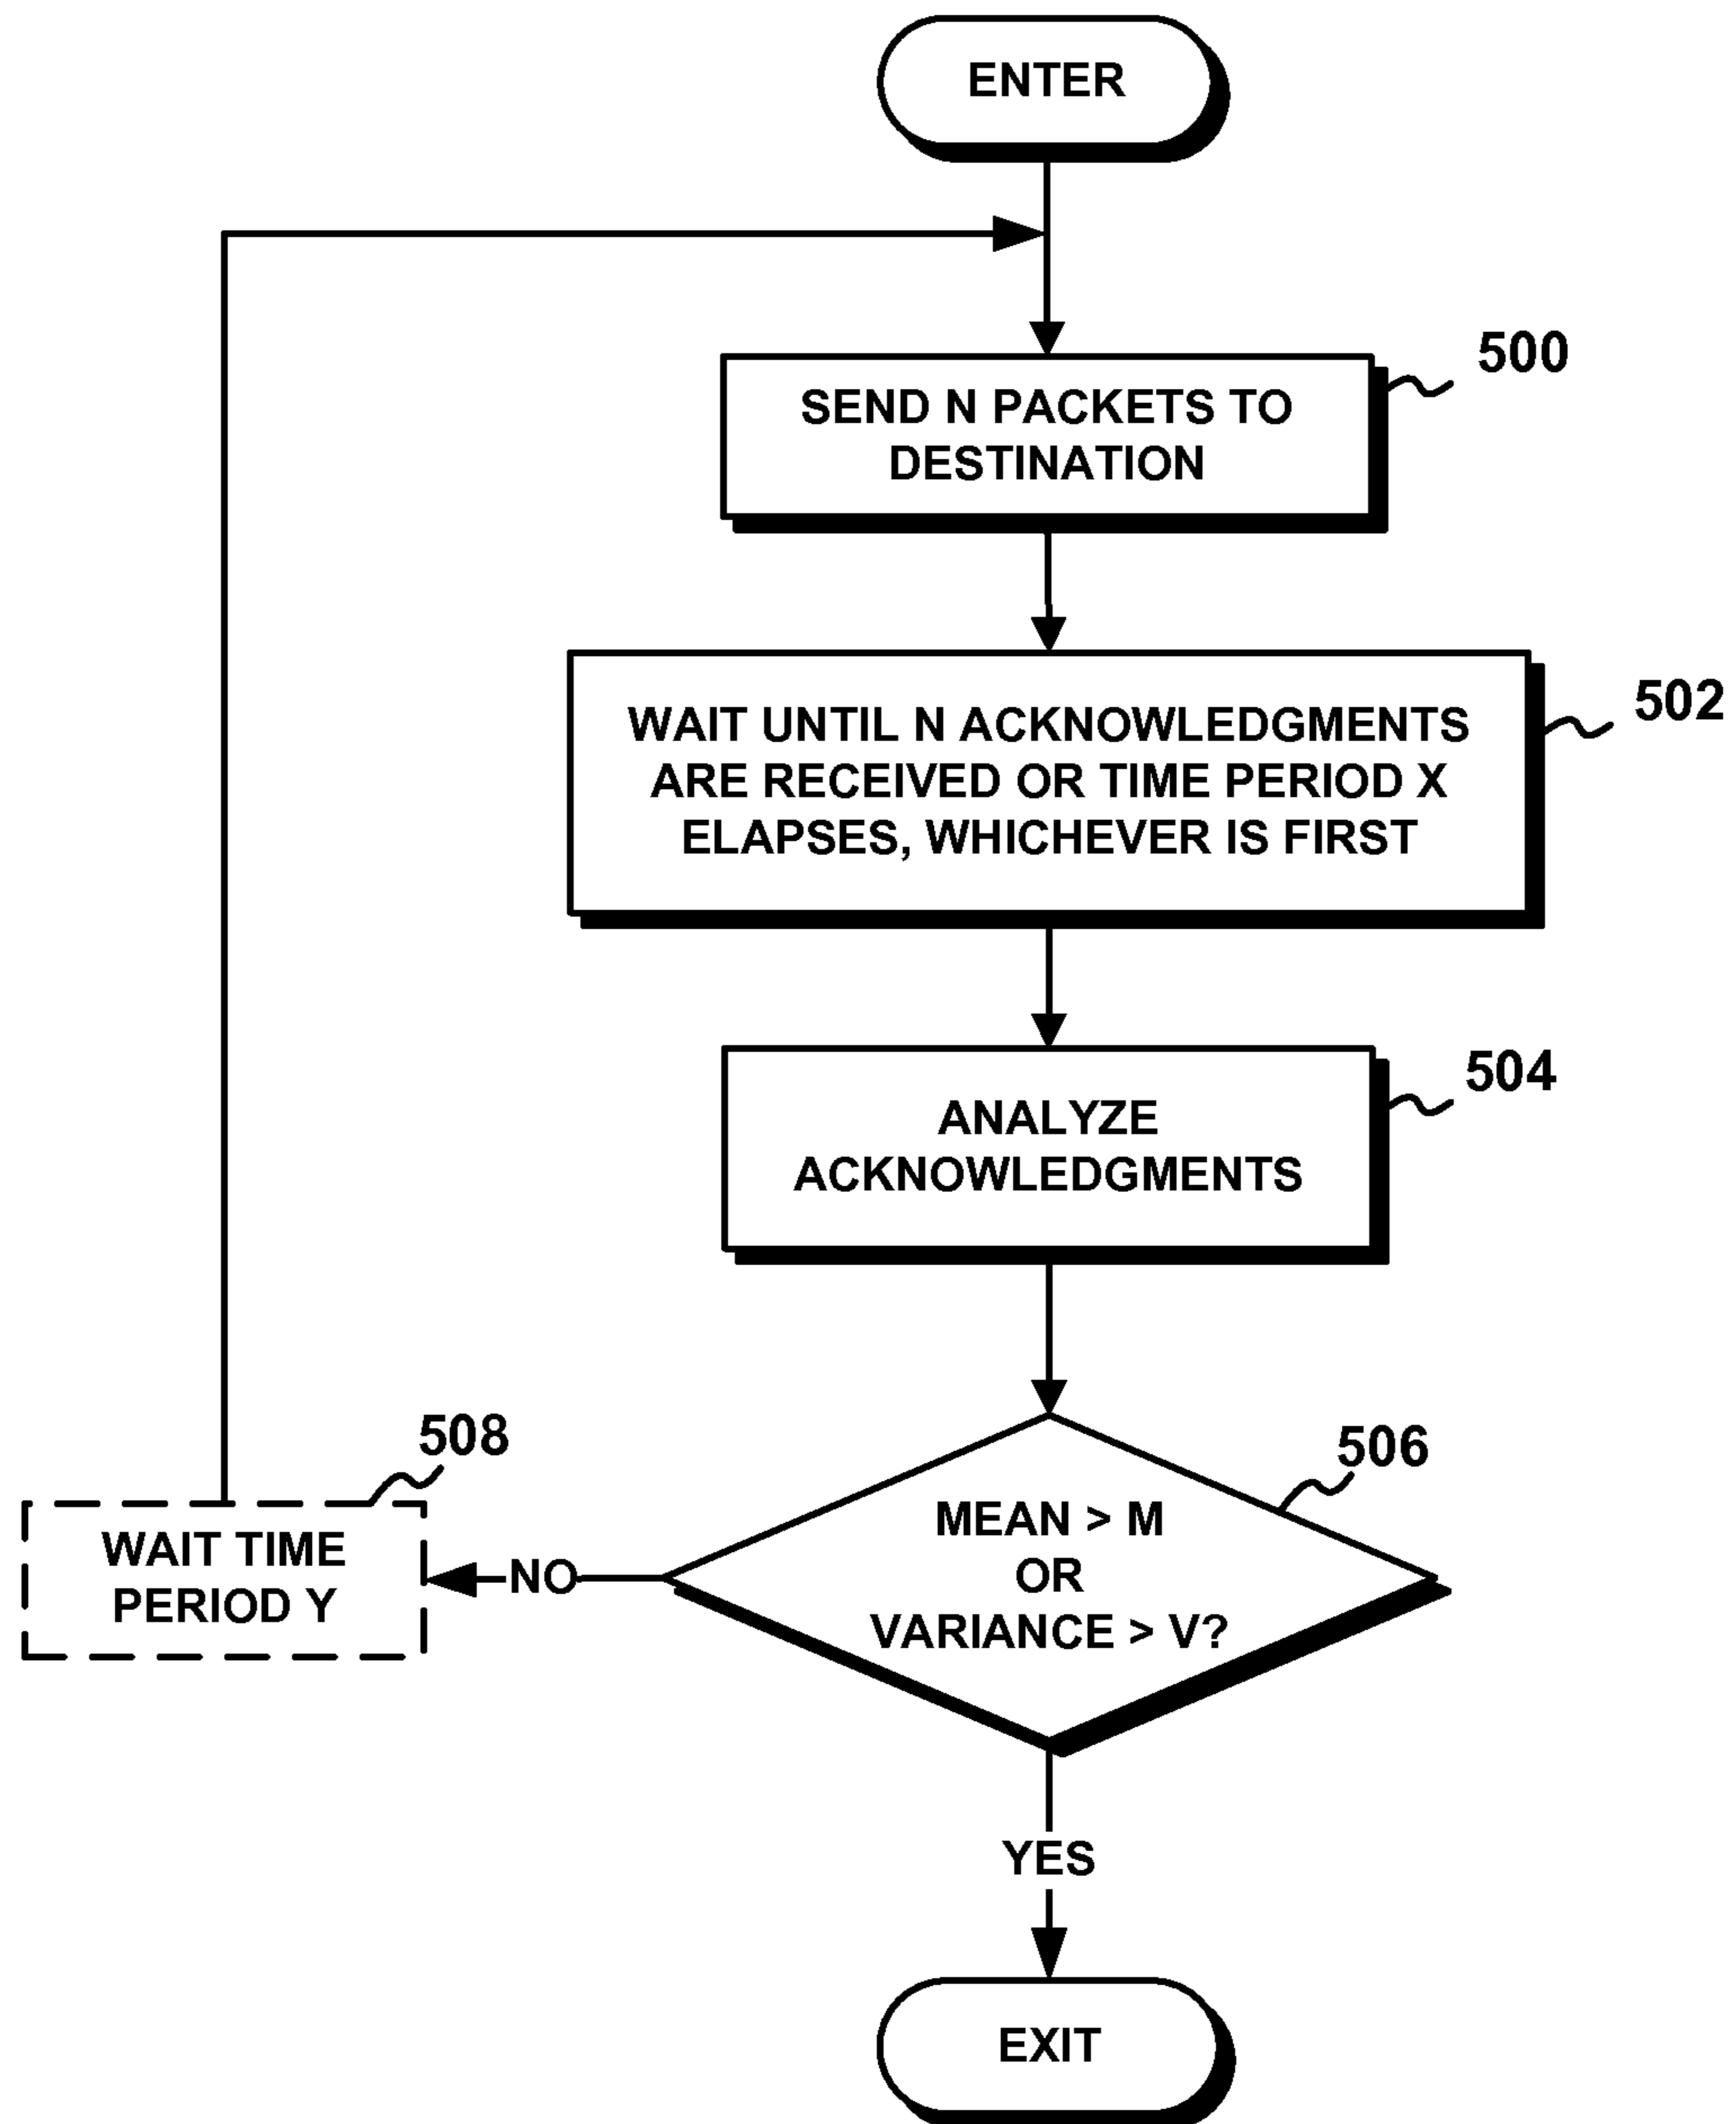 ENTER
500
SEND N PACKETS TO
DESTINATION
502
WAIT UNTIL N ACKNOWLEDGMENTS
ARE RECEIVED OR TIME PERIOD X
ELAPSES, WHICHEVER IS FIRST
504
ANALYZE
ACKNOWLEDGMENTS
508
506
WAIT TIME
PERIOD Y
NO
MEAN > M
OR
VARIANCE > V?
YES
EXIT